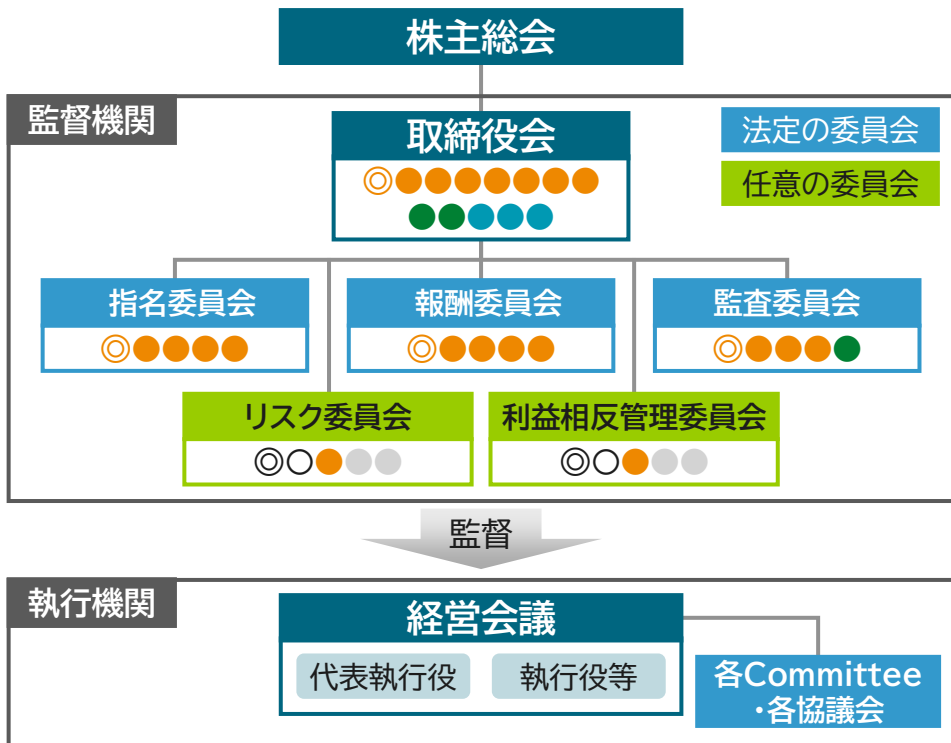 株主総会
監督機関
取締役会
法定の委員会
任意の委員会
指名委員会
報酬委員会
監査委員会
リスク委員会
利益相反管理委員会
監督
執行機関
経営会議
代表執行役
執行役等
各Committee
・各協議会